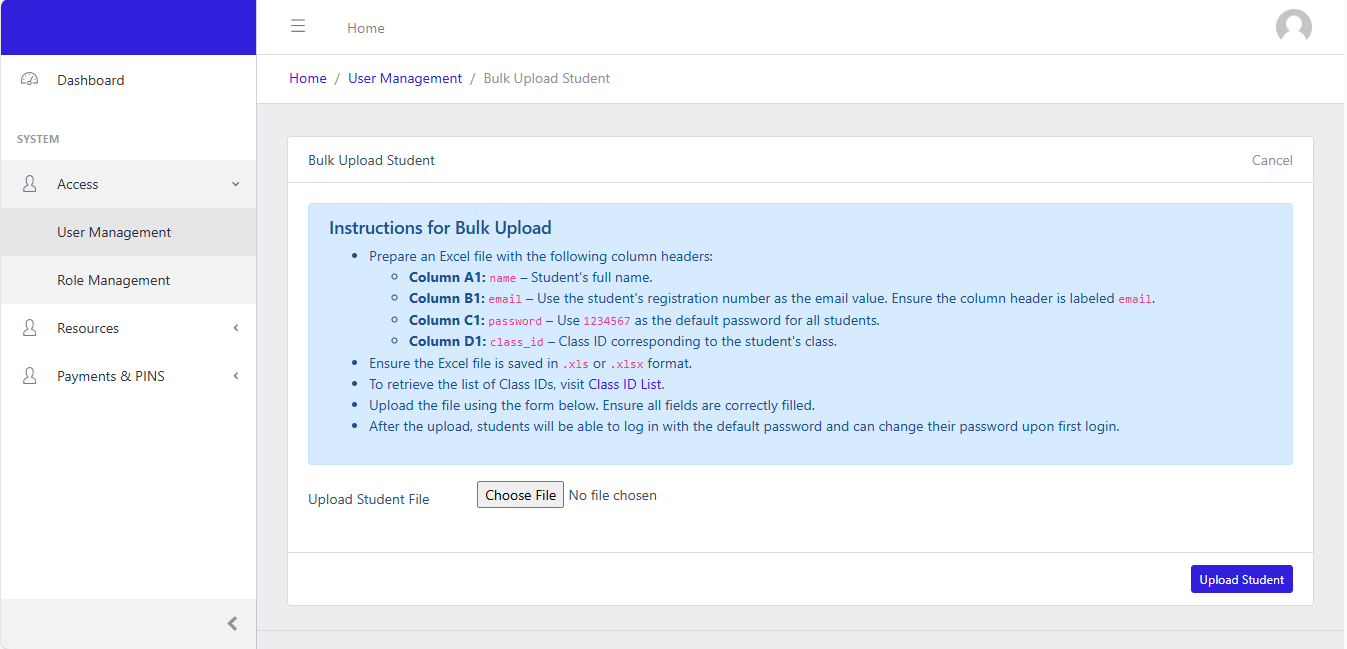 Home
Home / User Management / Bulk Upload Student
Dashboard
SYSTEM
Access
User Management
Role Management
Resources
Payments & PINS
Bulk Upload Student
Cancel
Instructions for Bulk Upload
Prepare an Excel file with the following column headers:
Column A1: name – Student's full name.
Column B1: email – Use the student's registration number as the email value. Ensure the column header is labeled email.
Column C1: password – Use 1234567 as the default password for all students.
Column D1: class_id – Class ID corresponding to the student's class.
Ensure the Excel file is saved in .xls or .xlsx format.
To retrieve the list of Class IDs, visit Class ID List.
Upload the file using the form below. Ensure all fields are correctly filled.
After the upload, students will be able to log in with the default password and can change their password upon first login.
Upload Student File
Choose File No file chosen
Upload Student